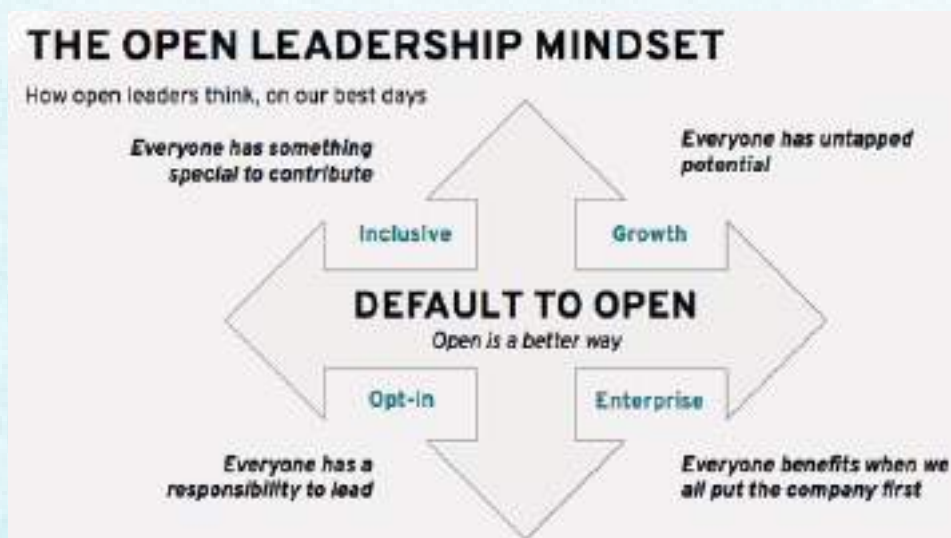 THE OPEN LEADERSHIP MINDSET
How open leaders think, on our best days
Everyone has something
special to contribute
Everyone has untapped
potential
Inclusive
Growth
DEFAULT TO OPEN
Open is a better way
Opt-in
Enterprise
Everyone has a
responsibility to lead
Everyone benefits when we
all put the company first